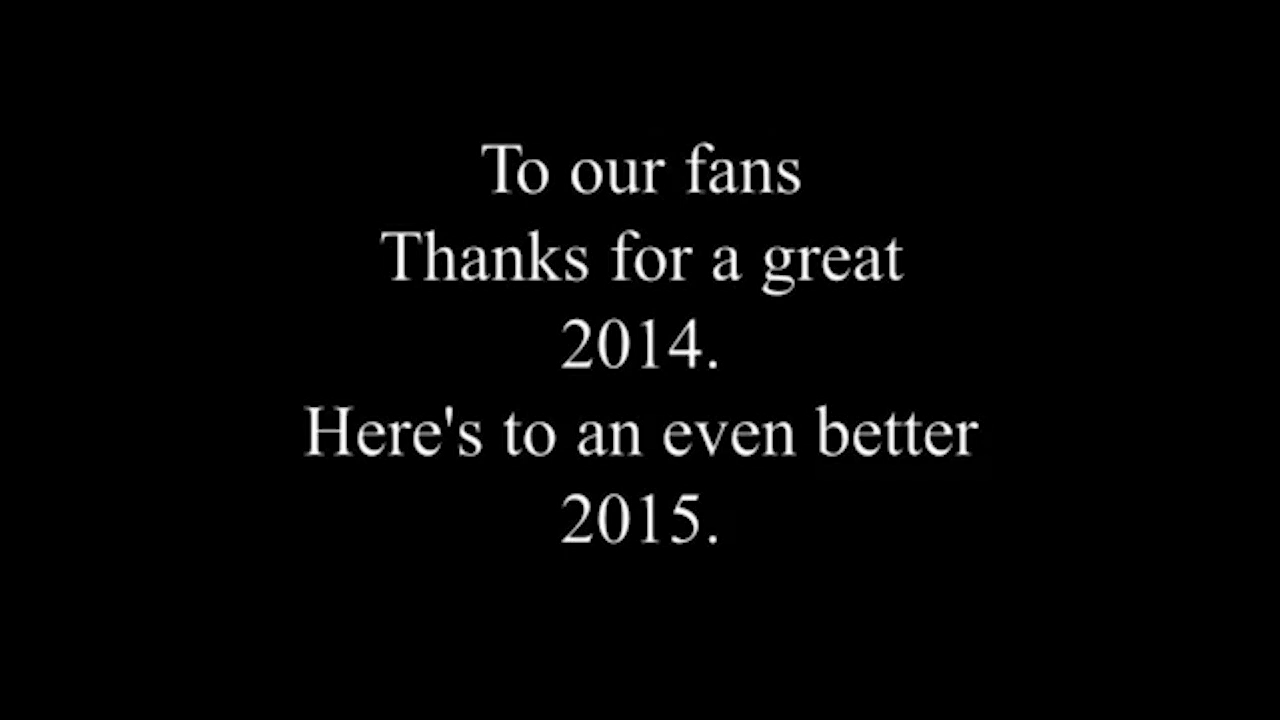 To our fans
Thanks for a great
2014.
Here's to an even better
2015.